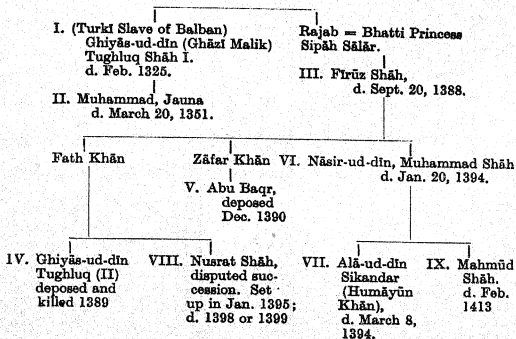 I. (Turkī Slave of Balban)
Ghiyās-ud-dīn (Ghāzī Malik)
Tughluq Shāh I.
d. Feb. 1325.
II. Muhammad, Jauna
d. March 20, 1351.
Rajab = Bhatti Princess
Sipāh Sālār.
III. Fīrūz Shāh,
d. Sept. 20, 1388.
Fath Khān
Zāfar Khān
V. Abu Baqr,
deposed
Dec. 1390
VI. Nāsir-ud-dīn, Muhammad Shāh
d. Jan. 20, 1394.
IV. Ghiyās-ud-dīn
Tughluq (II)
deposed and
killed 1389
VIII. Nusrat Shāh,
disputed suc-
cession. Set
up in Jan. 1395;
d. 1398 or 1399
VII. Alā-ud-dīn
Sikandar
(Humāyūn
Khān),
d. March 8,
1394.
IX. Mahmūd
Shāh.
d. Feb.
1413